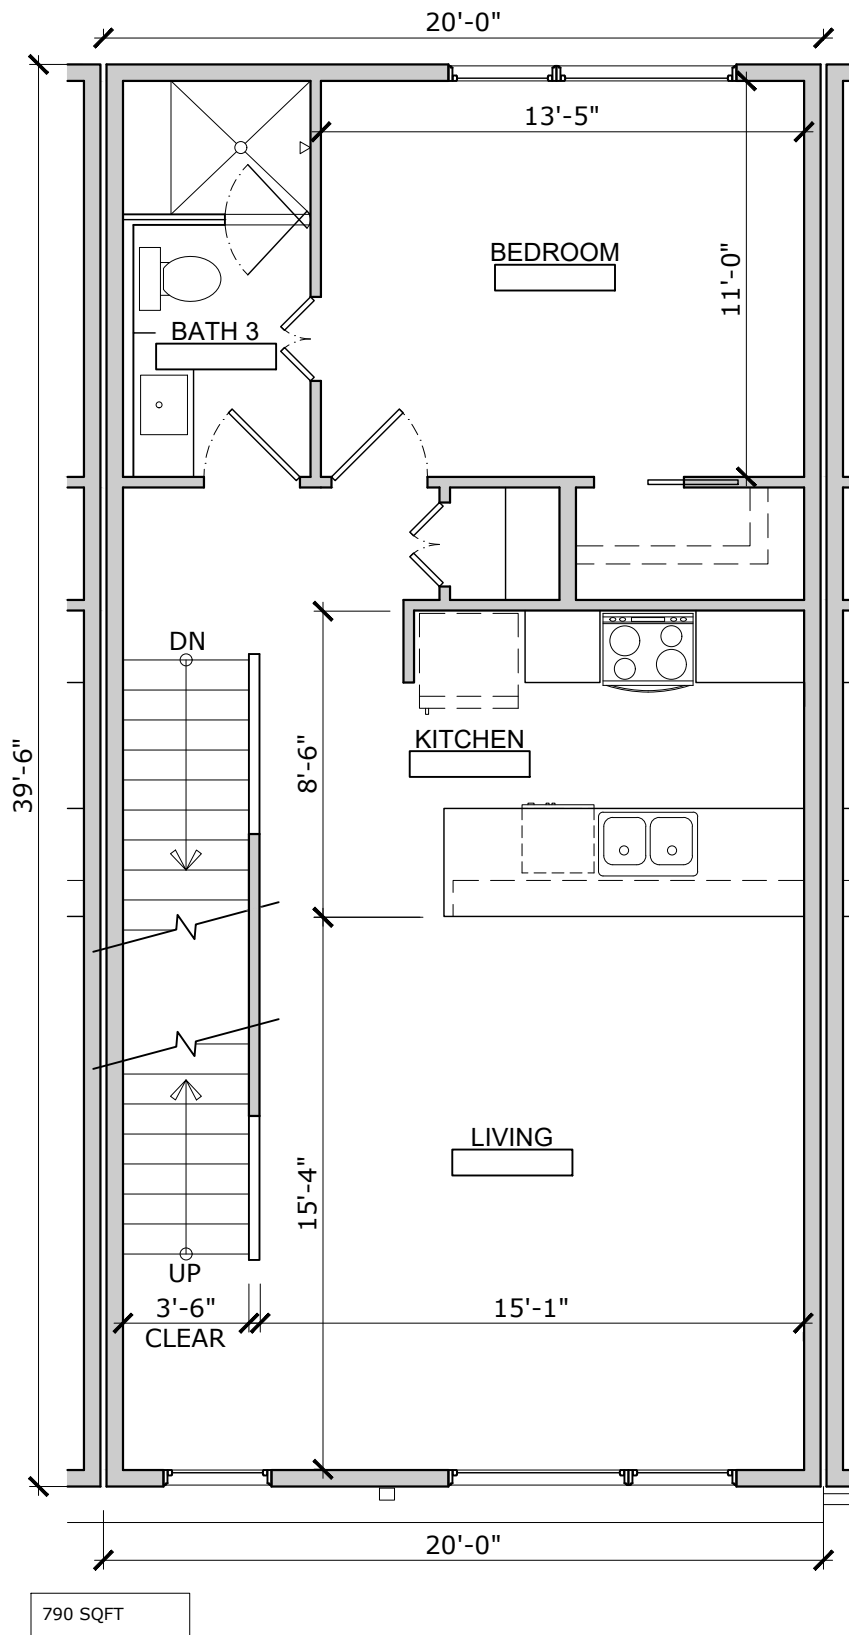 20'-0"
13'-5"
BEDROOM
11'-0"
BATH 3
DN
39'-6"
8'-6"
KITCHEN
LIVING
15'-4"
UP
3'-6"
CLEAR
15'-1"
20'-0"
790 SQFT